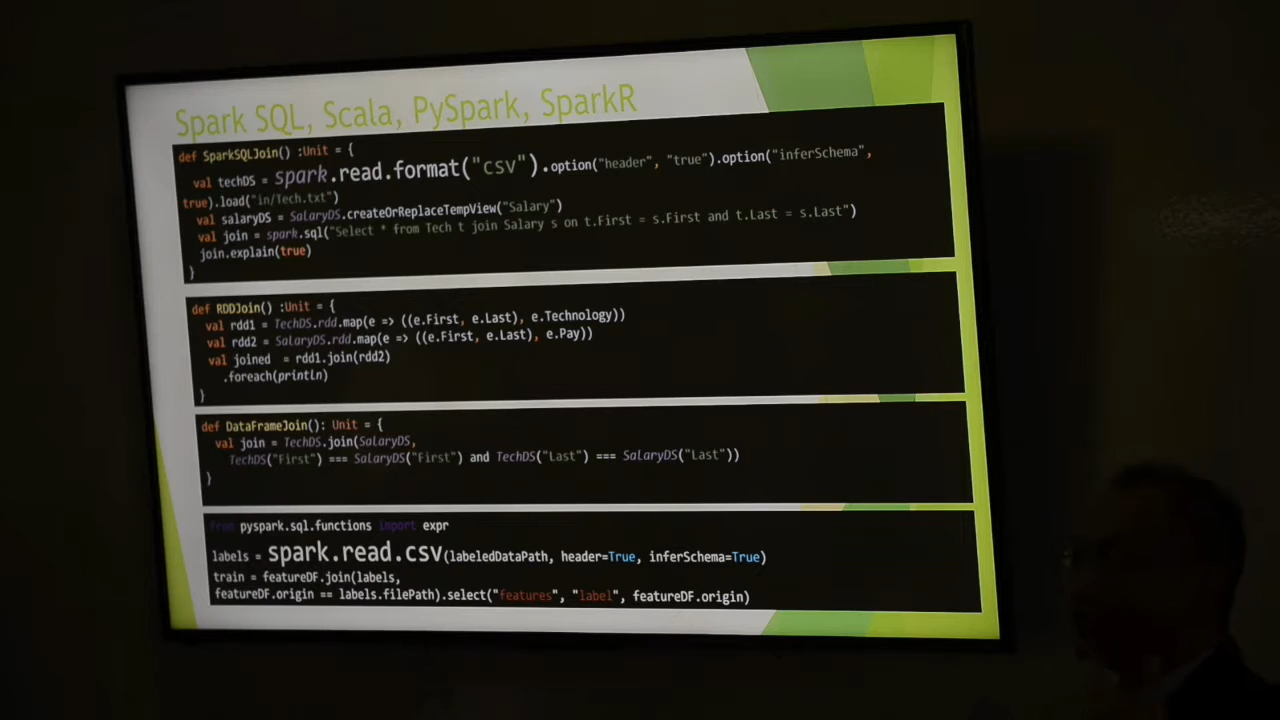 Spark SQL, Scala, PySpark, SparkR
def SparkSQLJoin() :Unit = {
val techDS = spark.read.format("csv").option("header", "true").option("inferSchema",
true).load("in/Tech.txt")
val salaryDS = SalaryDS.createOrReplaceTempView("Salary")
val join = spark.sql("Select * from Tech t join Salary s on t.First = s.First and t.Last = s.Last")
join.explain(true)
}
def RDDJoin() :Unit = {
val rdd1 = TechDS.rdd.map(e => ((e.First, e.Last), e.Technology))
val rdd2 = SalaryDS.rdd.map(e => ((e.First, e.Last), e.Pay))
val joined = rdd1.join(rdd2)
.foreach(println)
}
def DataFrameJoin(): Unit = {
val join = TechDS.join(SalaryDS,
TechDS("First") === SalaryDS("First") and TechDS("Last") === SalaryDS("Last"))
}
from pyspark.sql.functions import expr
labels = spark.read.csv(labeledDataPath, header=True, inferSchema=True)
train = featureDF.join(labels,
featureDF.origin == labels.filePath).select("features", "label", featureDF.origin)